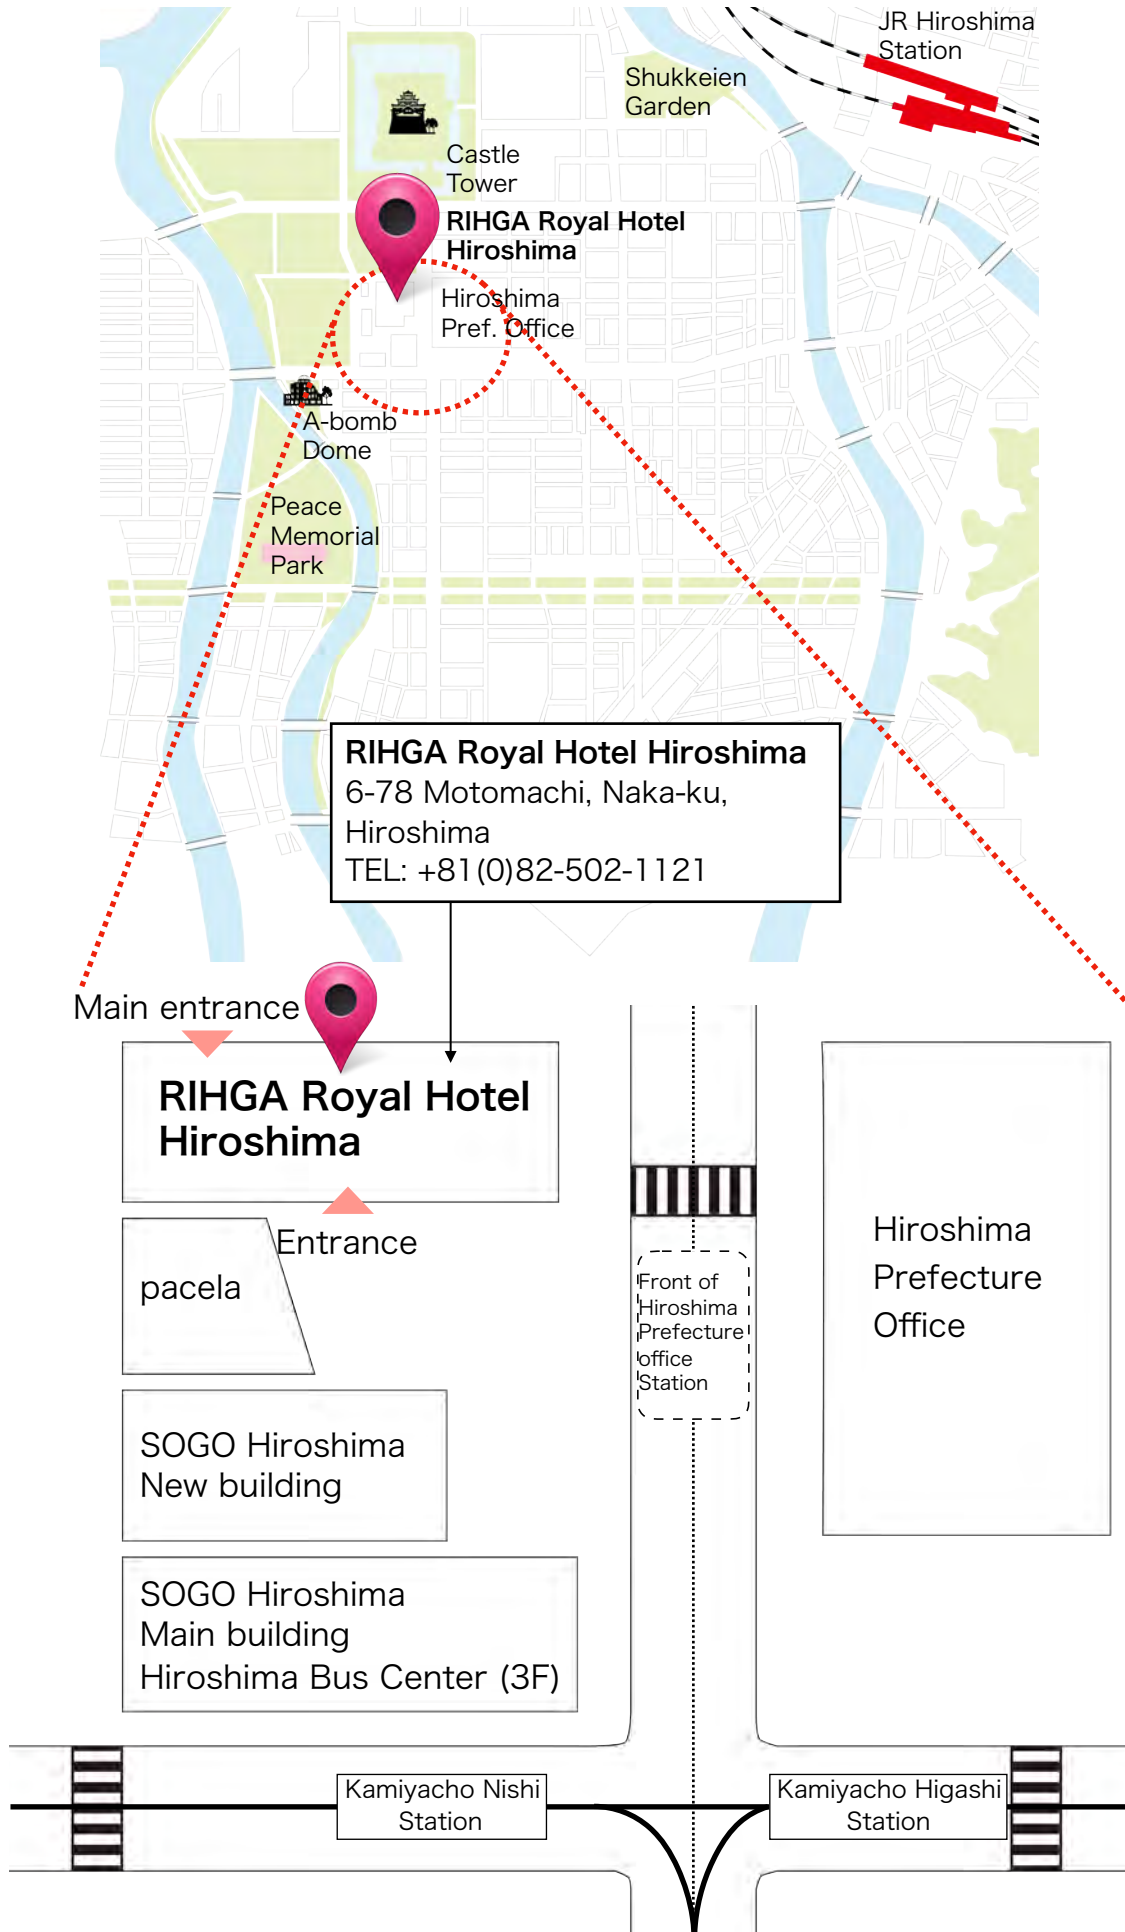 JR Hiroshima
Station
Shukkeien
Garden
Castle
Tower
RIHGA Royal Hotel
Hiroshima
Hiroshima
Pref. Office
A-bomb
Dome
Peace
Memorial
Park
RIHGA Royal Hotel Hiroshima
6-78 Motomachi, Naka-ku,
Hiroshima
TEL: +81(0)82-502-1121
Main entrance
RIHGA Royal Hotel
Hiroshima
Entrance
pacela
Hiroshima
Prefecture
Office
Front of
Hiroshima
Prefecture
office
Station
SOGO Hiroshima
New building
SOGO Hiroshima
Main building
Hiroshima Bus Center (3F)
Kamiyacho Nishi
Station
Kamiyacho Higashi
Station